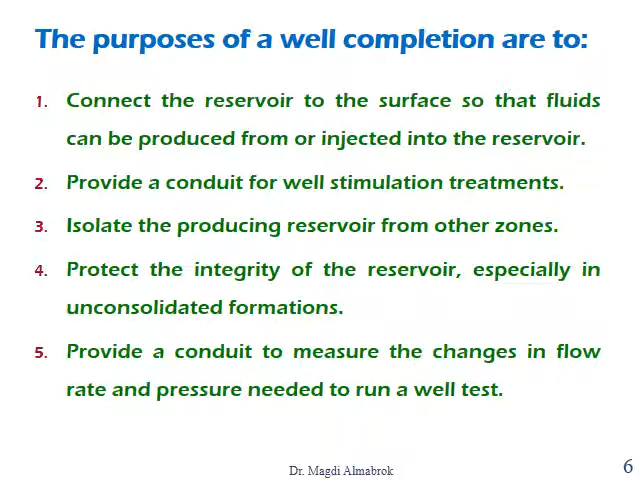 The purposes of a well completion are to:
1. Connect the reservoir to the surface so that fluids
can be produced from or injected into the reservoir.
2. Provide a conduit for well stimulation treatments.
3. Isolate the producing reservoir from other zones.
4. Protect the integrity of the reservoir, especially in
unconsolidated formations.
5. Provide a conduit to measure the changes in flow
rate and pressure needed to run a well test.
Dr. Magdi Almabrok
6